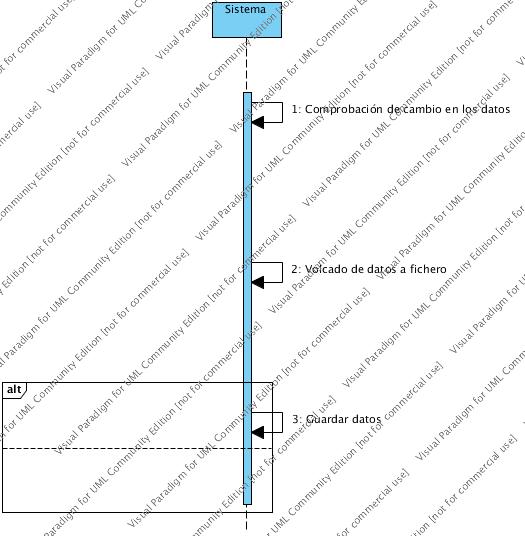 Sistema
1: Comprobación de cambio en los datos
2: Volcado de datos a fichero
alt
3: Guardar datos
Visual Paradigm for UML Community Edition [not for commercial use]